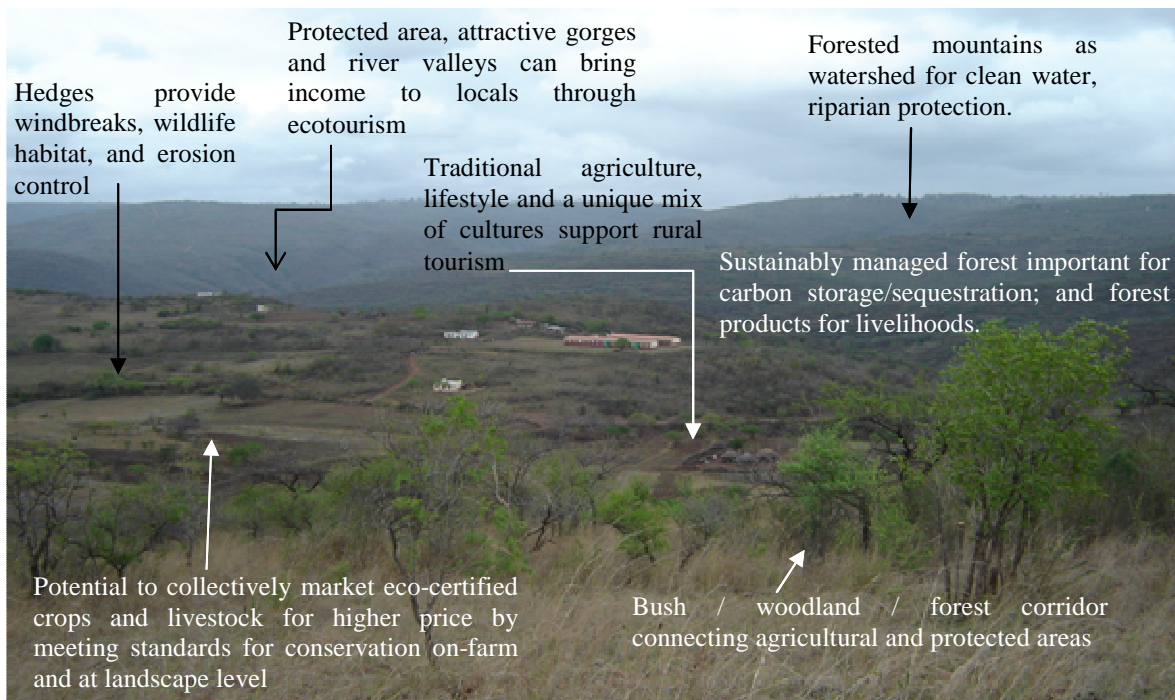 Protected area, attractive gorges
and river valleys can bring
income to locals through
ecotourism
Forested mountains as
watershed for clean water,
riparian protection.
Hedges provide
windbreaks, wildlife
habitat, and erosion
control
Traditional agriculture,
lifestyle and a unique mix
of cultures support rural
tourism
Sustainably managed forest important for
carbon storage/sequestration; and forest
products for livelihoods.
Potential to collectively market eco-certified
crops and livestock for higher price by
meeting standards for conservation on-farm
and at landscape level
Bush / woodland / forest corridor
connecting agricultural and protected areas